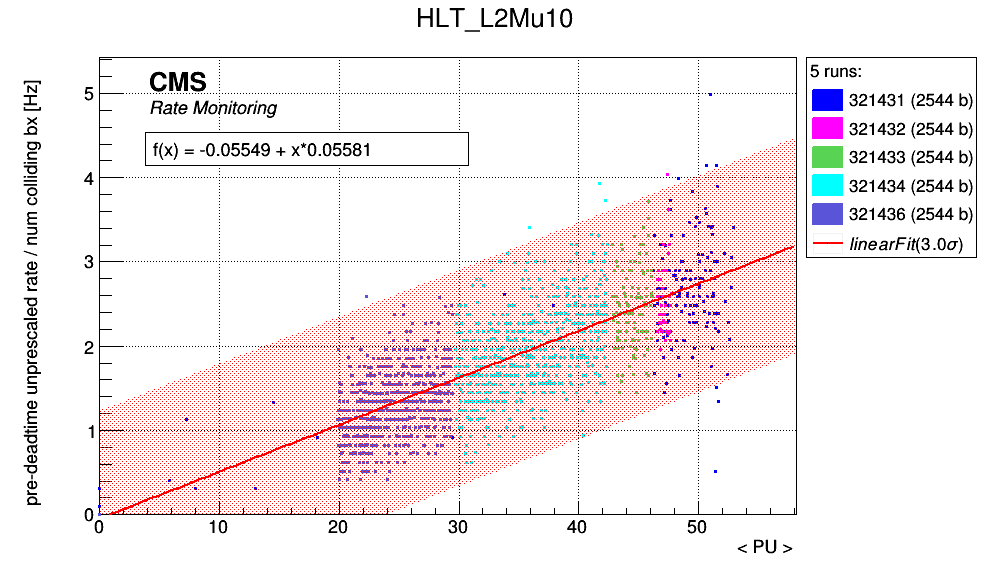 HLT_L2Mu10
pre-deadtime unprescaled rate / num colliding bx [Hz]
CMS
Rate Monitoring
f(x) = -0.05549 + x*0.05581
5
4
3
2
1
0
0
10
20
30
40
50
< PU >
5 runs:
321431 (2544 b)
321432 (2544 b)
321433 (2544 b)
321434 (2544 b)
321436 (2544 b)
linearFit(3.0σ)